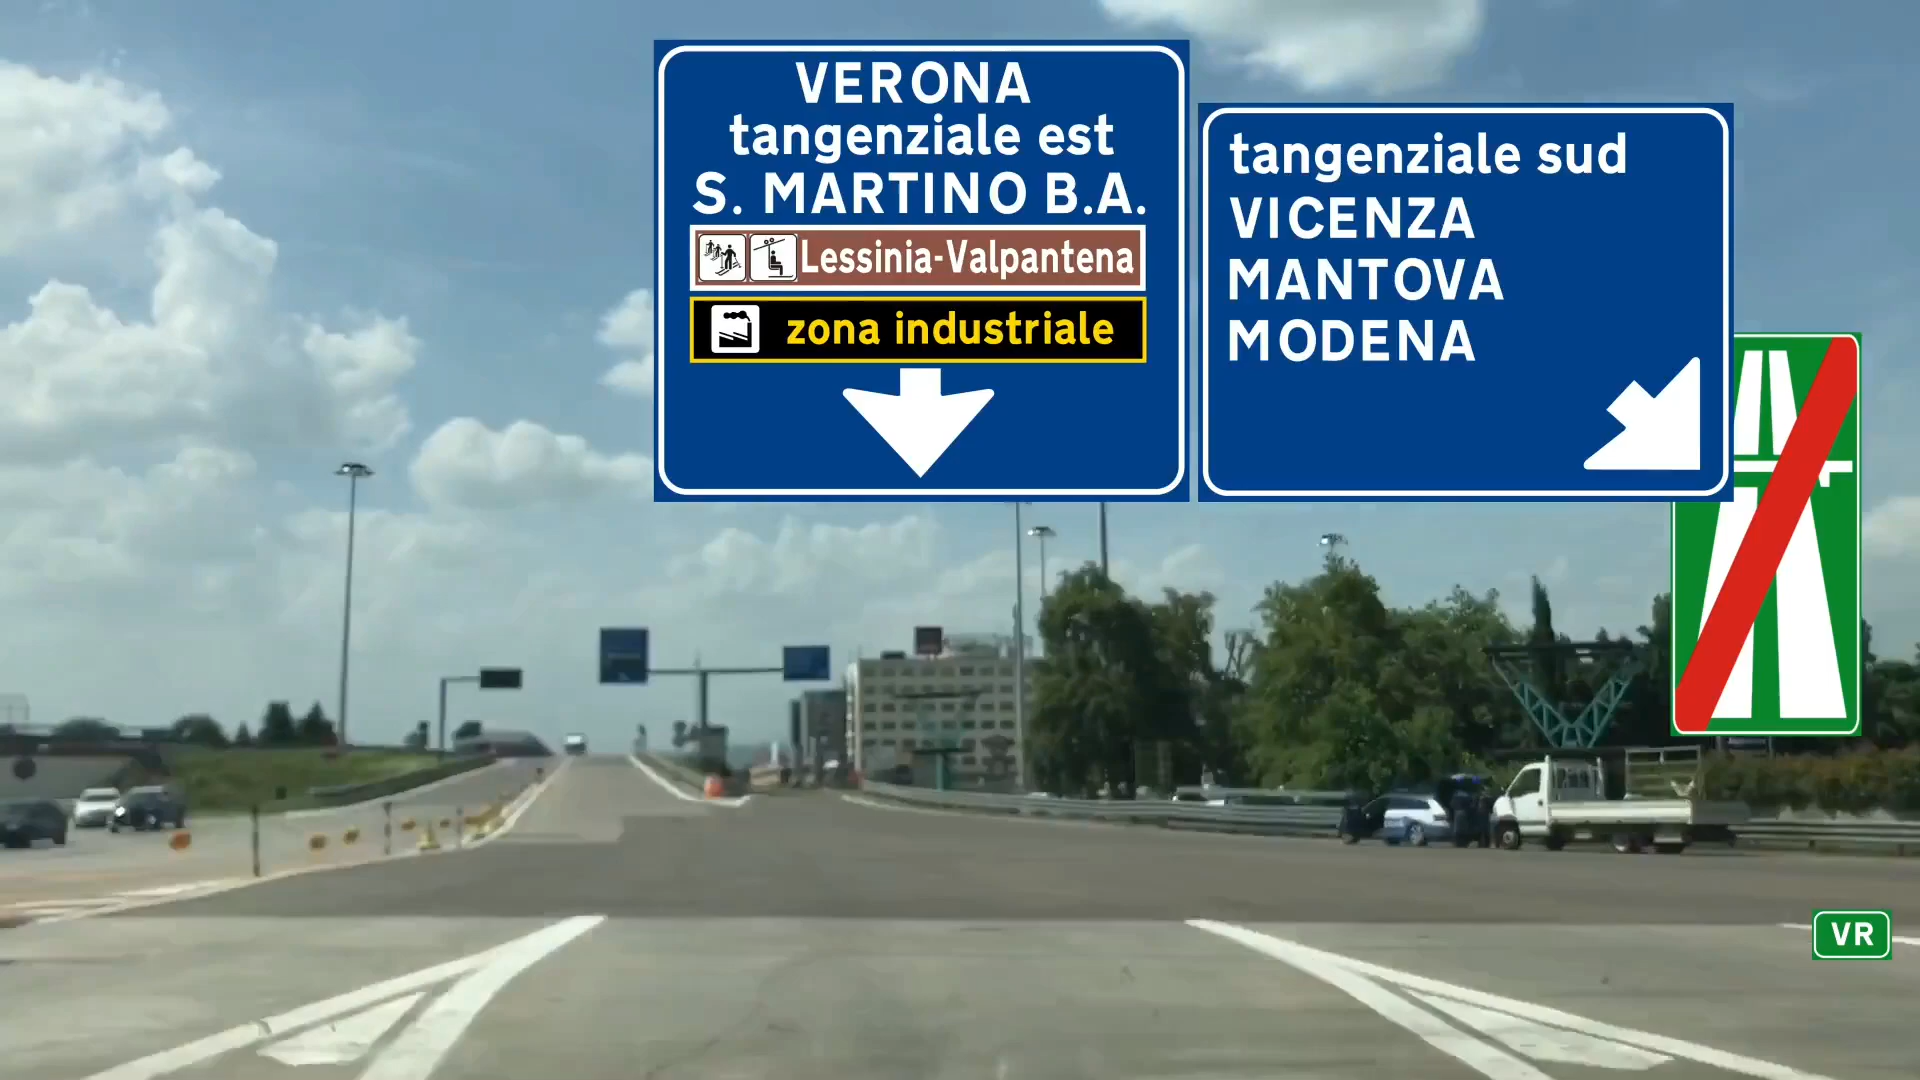 VERONA
tangenziale est
S. MARTINO B.A.
Lessinia-Valpantena
zona industriale
tangenziale sud
VICENZA
MANTOVA
MODENA
VR